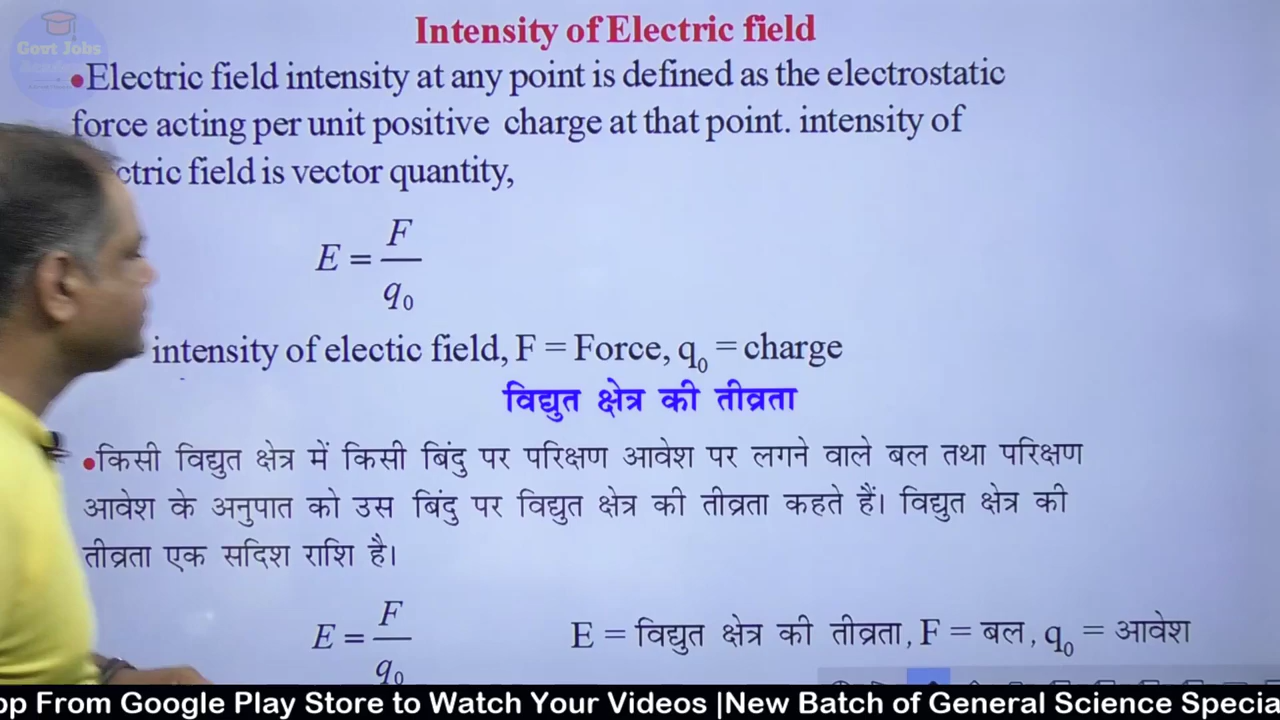 Govt Jobs
Intensity of Electric field
•Electric field intensity at any point is defined as the electrostatic
force acting per unit positive charge at that point. intensity of
ctric field is vector quantity,
E = F / q₀
intensity of electic field, F = Force, q₀ = charge
विद्युत क्षेत्र की तीव्रता
•किसी विद्युत क्षेत्र में किसी बिंदु पर परिक्षण आवेश पर लगने वाले बल तथा परिक्षण
आवेश के अनुपात को उस बिंदु पर विद्युत क्षेत्र की तीव्रता कहते हैं। विद्युत क्षेत्र की
तीव्रता एक सदिश राशि है।
E = F / q₀
E = विद्युत क्षेत्र की तीव्रता, F = बल, q₀ = आवेश
op From Google Play Store to Watch Your Videos |New Batch of General Science Specia